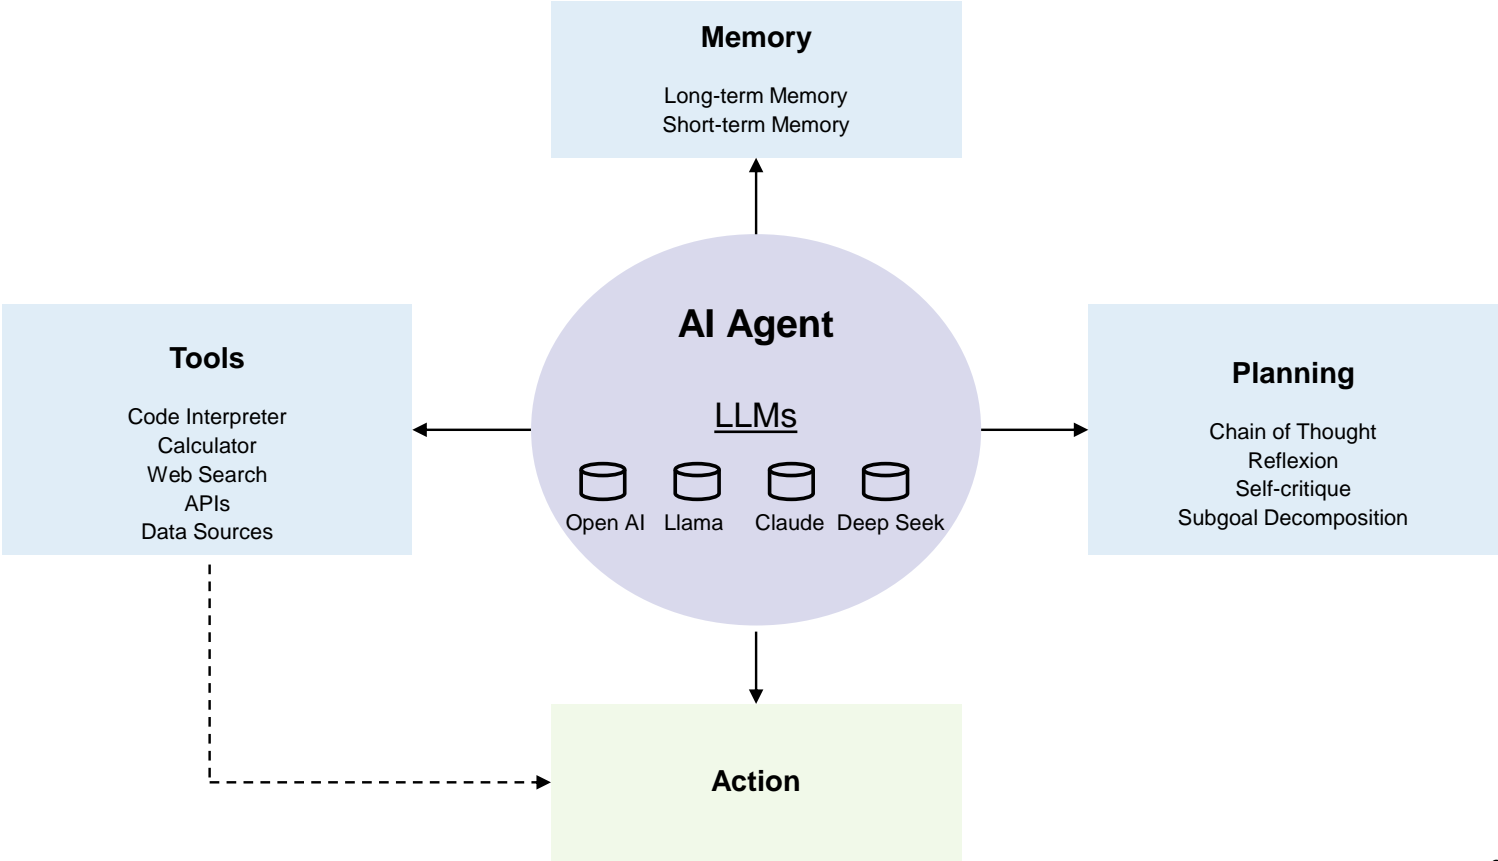 Memory
Long-term Memory
Short-term Memory
AI Agent
LLMs
Open AI
Llama
Claude
Deep Seek
Tools
Code Interpreter
Calculator
Web Search
APIs
Data Sources
Planning
Chain of Thought
Reflexion
Self-critique
Subgoal Decomposition
Action